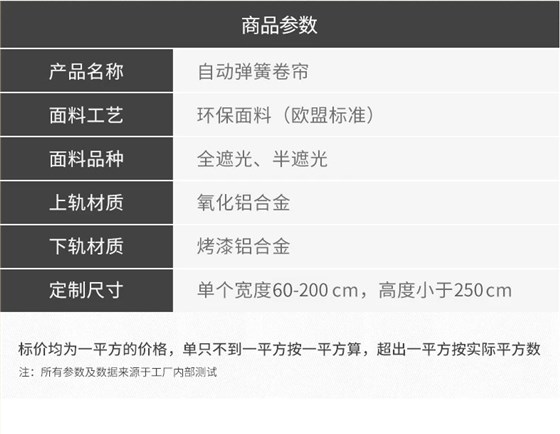 商品参数
产品名称 自动弹簧卷帘
面料工艺 环保面料（欧盟标准）
面料品种 全遮光、半遮光
上轨材质 氧化铝合金
下轨材质 烤漆铝合金
定制尺寸 单个宽度60-200cm，高度小于250cm
标价均为一平方的价格，单只不到一平方按一平方算，超出一平方按实际平方数
注：所有参数及数据来源于工厂内部测试